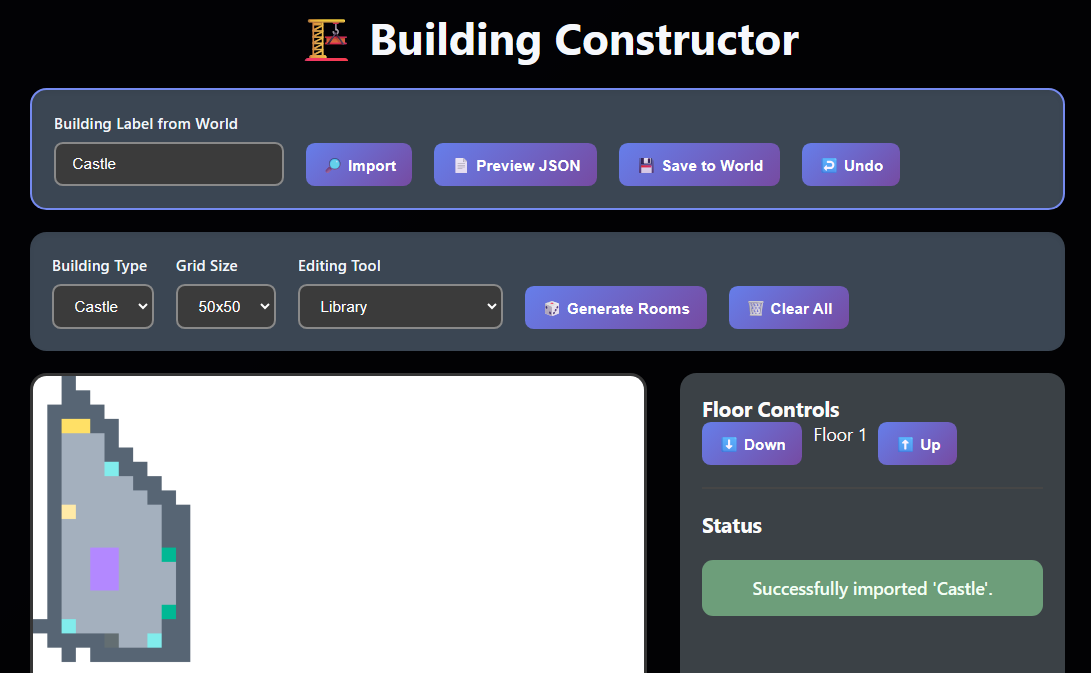 Building Constructor
Building Label from World
Castle
Import
Preview JSON
Save to World
Undo
Building Type
Grid Size
Editing Tool
Castle
50x50
Library
Generate Rooms
Clear All
Floor Controls
Down
Floor 1
Up
Status
Successfully imported 'Castle'.